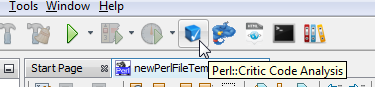 Tools Window Help
Start Page newPerlFileTem
Perl::Critic Code Analysis